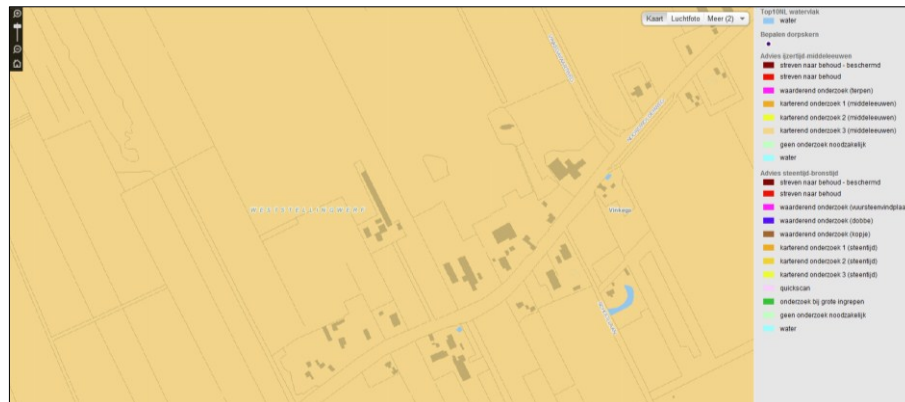 Kaart Luchtfoto Meer (2)
WESTSTELLINGWERF
Vinkega
Top10NL watervlak
water
Bepalen dorpskern
Advies ijzertijd-middeleeuwen
streven naar behoud - beschermd
streven naar behoud
waarderend onderzoek (terpen)
karterend onderzoek 1 (middeleeuwen)
karterend onderzoek 2 (middeleeuwen)
karterend onderzoek 3 (middeleeuwen)
geen onderzoek noodzakelijk
water
Advies steentijd-bronstijd
streven naar behoud - beschermd
streven naar behoud
waarderend onderzoek (vuursteenvindplaa
waarderend onderzoek (dobbe)
waarderend onderzoek (kopje)
karterend onderzoek 1 (steentijd)
karterend onderzoek 2 (steentijd)
karterend onderzoek 3 (steentijd)
quickscan
onderzoek bij grote ingrepen
geen onderzoek noodzakelijk
water